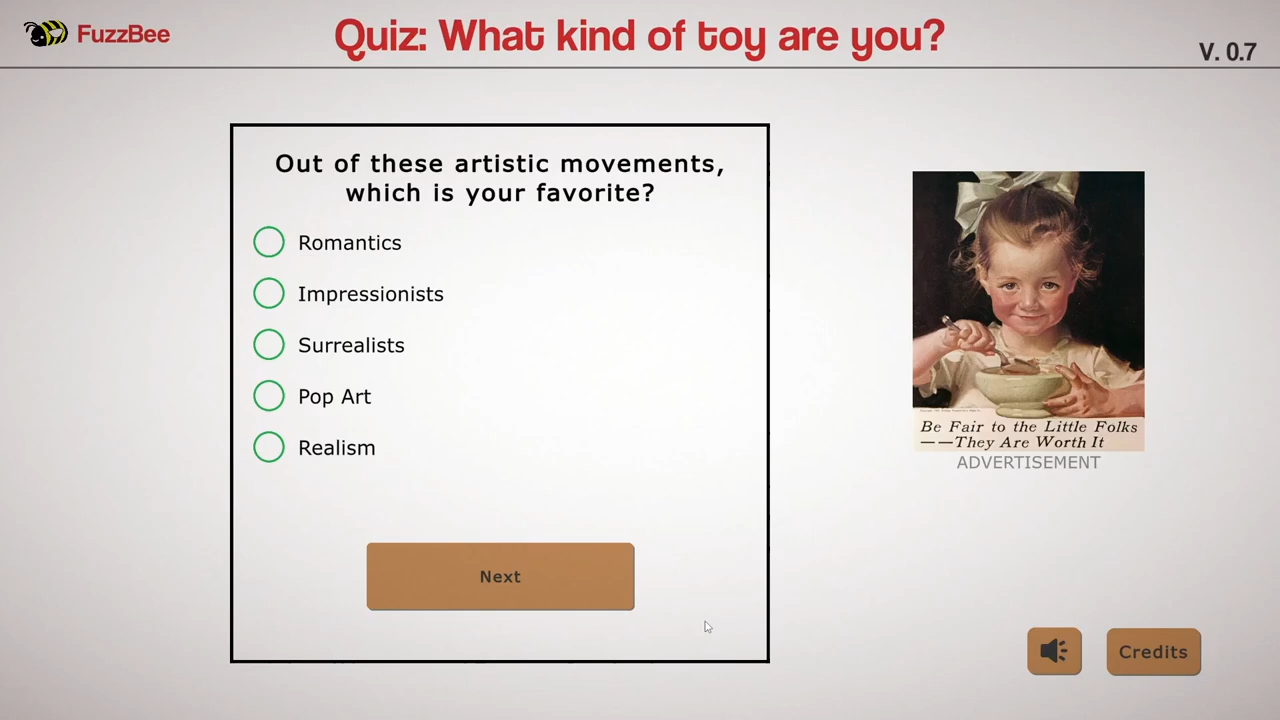 FuzzBee
Quiz: What kind of toy are you?
V. 0.7
Out of these artistic movements,
which is your favorite?
Romantics
Impressionists
Surrealists
Pop Art
Realism
Next
Be Fair to the Little Folks
——They Are Worth It
ADVERTISEMENT
Credits